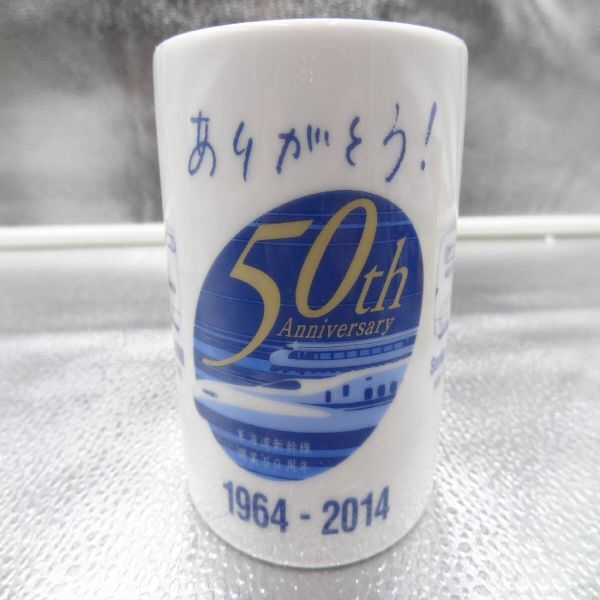 ありがとう!
50th
Anniversary
東海道新幹線
開業50周年
1964 - 2014